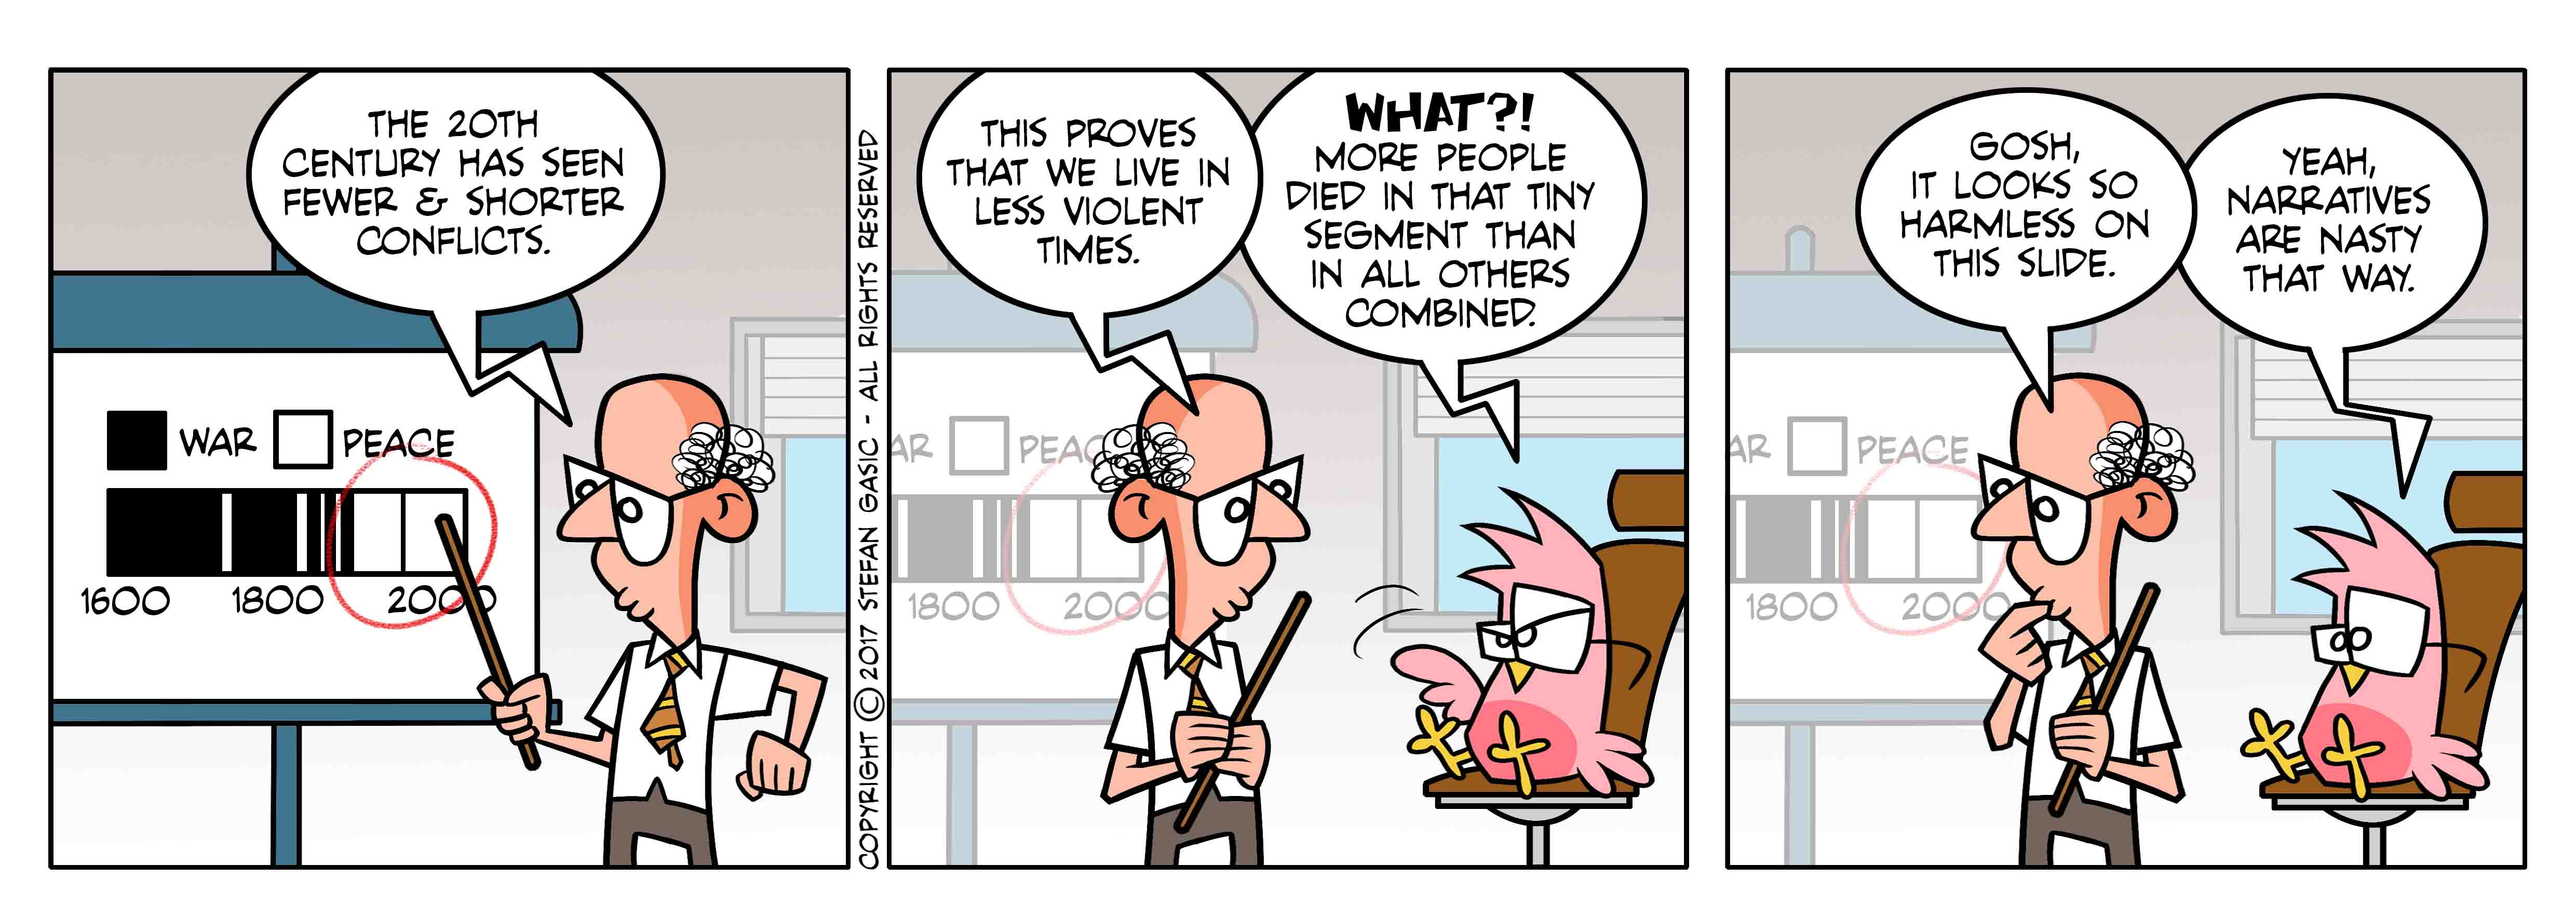 THE 20TH
CENTURY HAS SEEN
FEWER & SHORTER
CONFLICTS.
WAR
PEACE
1600
1800
2000
COPYRIGHT © 2017 STEFAN GASIC - ALL RIGHTS RESERVED
THIS PROVES
THAT WE LIVE IN
LESS VIOLENT
TIMES.
WHAT?!
MORE PEOPLE
DIED IN THAT TINY
SEGMENT THAN
IN ALL OTHERS
COMBINED.
AR
PEAC
1800
2000
GOSH,
IT LOOKS SO
HARMLESS ON
THIS SLIDE.
YEAH,
NARRATIVES
ARE NASTY
THAT WAY.
AR
PEACE
1800
2000